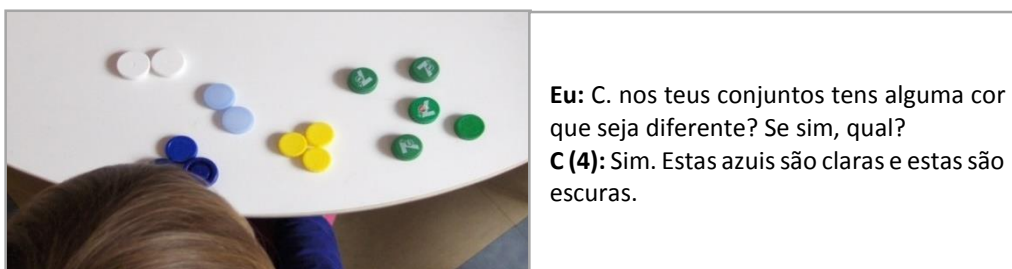 Eu: C. nos teus conjuntos tens alguma cor
que seja diferente? Se sim, qual?
C (4): Sim. Estas azuis são claras e estas são
escuras.